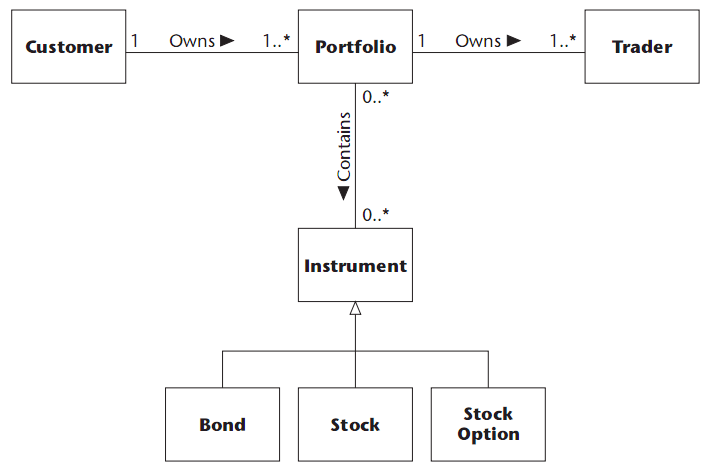 Customer 1 Owns ► 1..* Portfolio 1 Owns ► 1..* Trader
0..*
◄ Contains
0..*
Instrument
Bond Stock Stock
Option